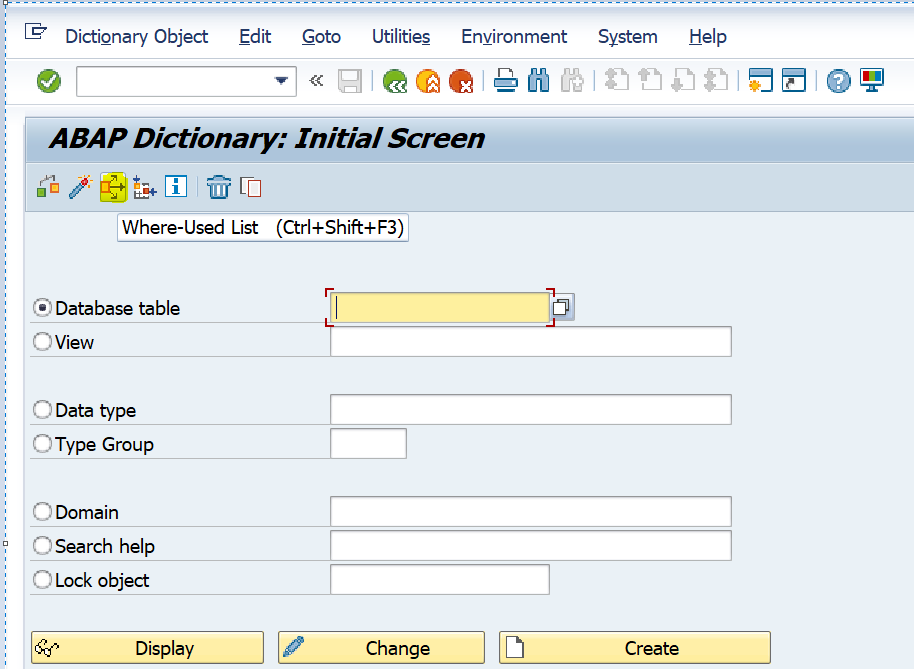 Dictionary Object Edit Goto Utilities Environment System Help
ABAP Dictionary: Initial Screen
Where-Used List (Ctrl+Shift+F3)
Database table
View
Data type
Type Group
Domain
Search help
Lock object
Display Change Create